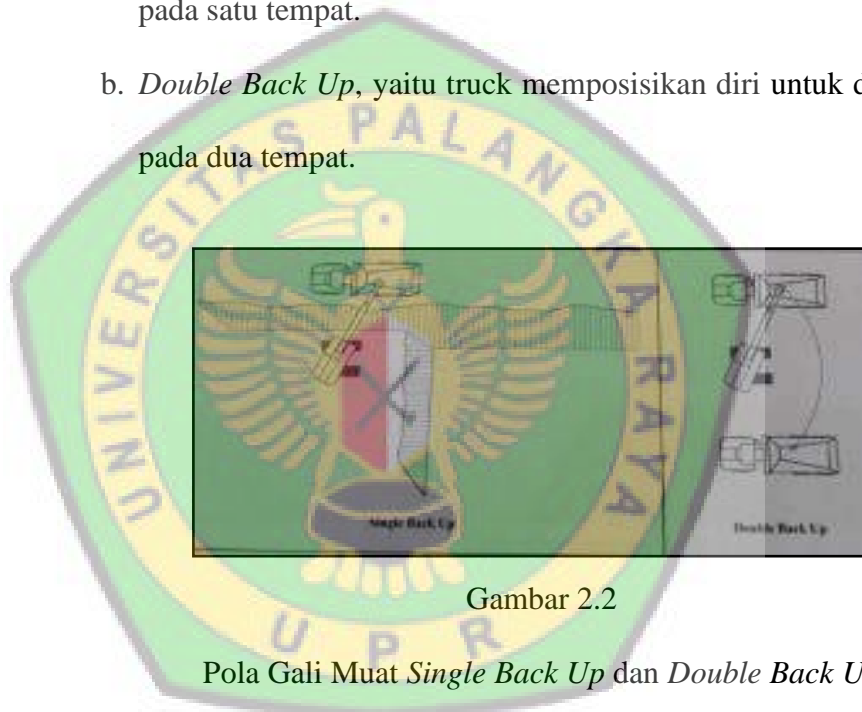 pada satu tempat.
b. Double Back Up, yaitu truck memposisikan diri untuk d
pada dua tempat.
UNIVERSITAS PALANGKA RAYA
Single Back Up
Double Back Up
UPR
Gambar 2.2
Pola Gali Muat Single Back Up dan Double Back U